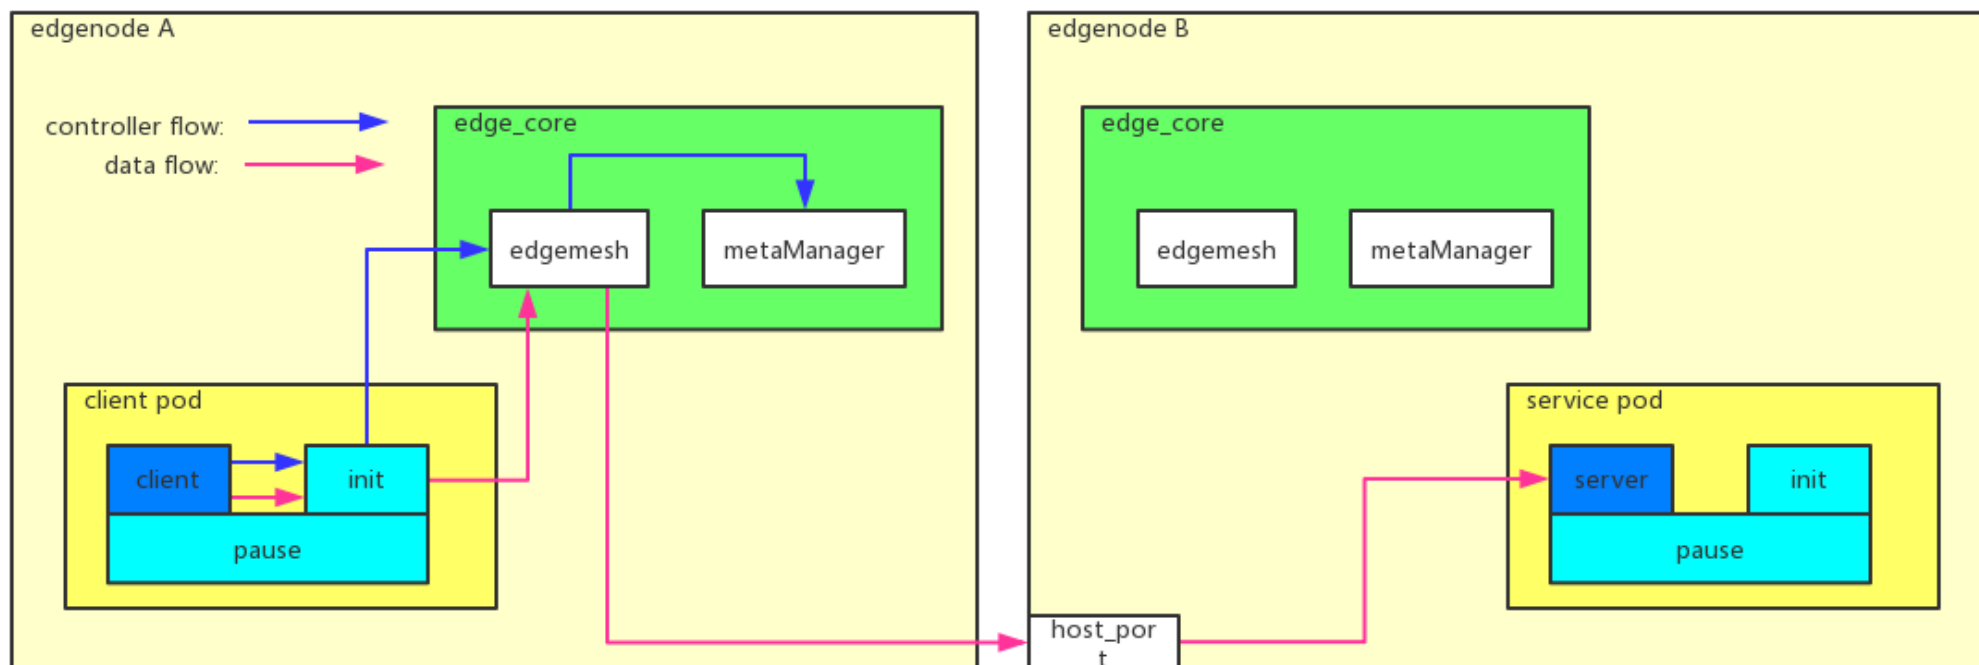 edgenode A
controller flow:
data flow:
edge_core
edgemesh
metaManager
client pod
client
init
pause
edgenode B
edge_core
edgemesh
metaManager
service pod
server
init
pause
host_por
t